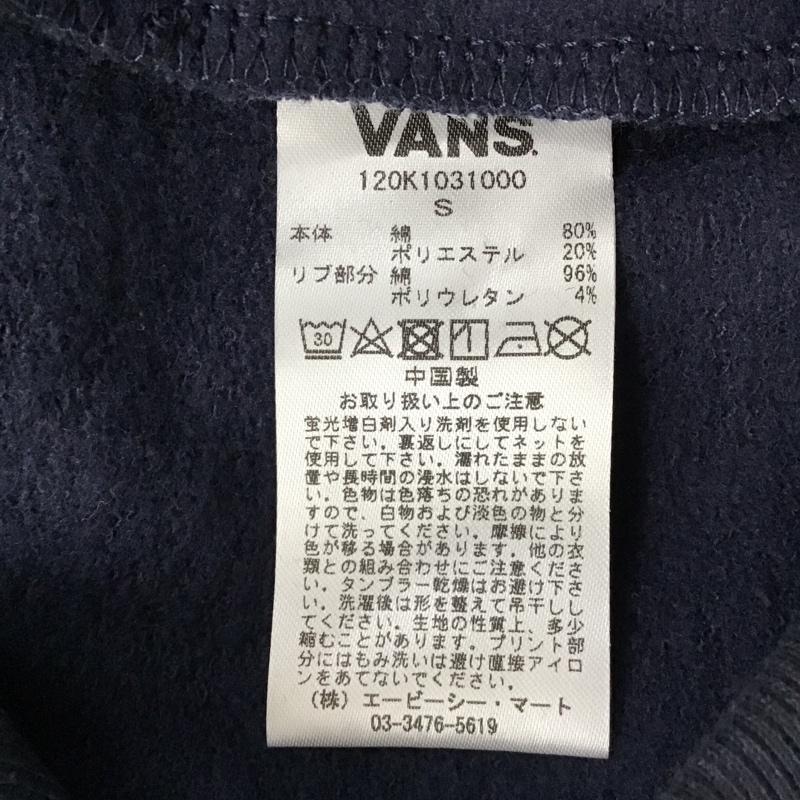 VANS
120K1031000
S
本体 綿 80%
ポリエステル 20%
リブ部分 綿 96%
ポリウレタン 4%
30
中国製
お取り扱い上のご注意
蛍光増白剤入り洗剤を使用しない
で下さい。裏返しにしてネットを
使用して下さい。濡れたままの放
置や長時間の浸水はしないで下さ
い。色物は色落ちの恐れがありま
すので、白物および淡色の物と分
けて洗ってください。摩擦により
色が移る場合があります。他の衣
類との組み合わせにご注意くださ
い。タンブラー乾燥はお避け下さ
い。洗濯後は形を整えて吊干しし
てください。生地の性質上、多少
縮むことがあります。プリント部
分にはもみ洗いは避け直接アイロ
ンをあてないでください。
(株)エービーシー・マート
03-3476-5619